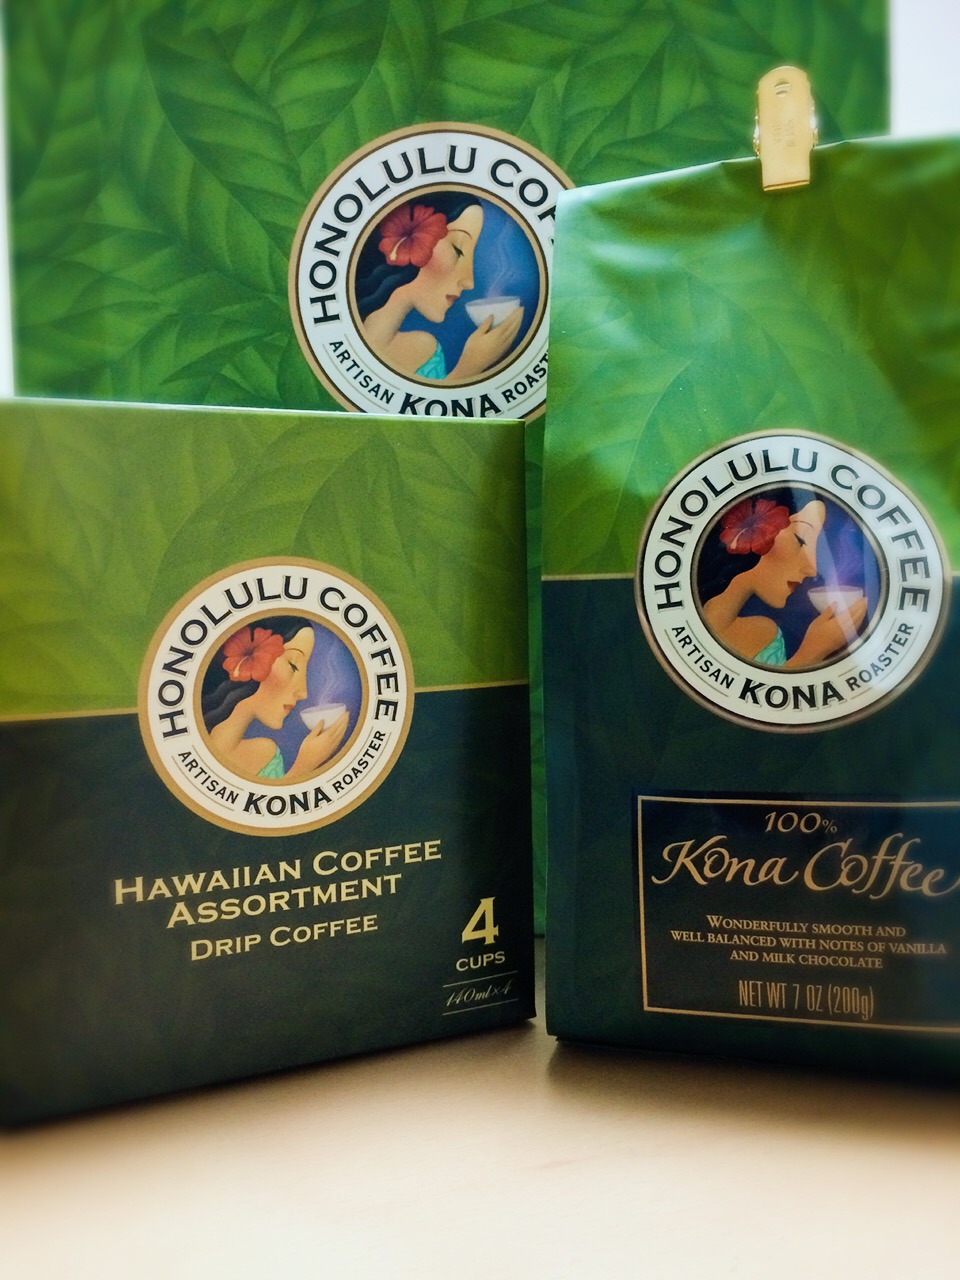 HONOLULU COF
ARTISAN KONA ROAST
HONOLULU COFFEE
ARTISAN KONA ROASTER
HAWAIIAN COFFEE
ASSORTMENT
DRIP COFFEE
4
CUPS
140ml×4
HONOLULU COFFEE
ARTISAN KONA ROASTER
100%
Kona Coffee
WONDERFULLY SMOOTH AND
WELL BALANCED WITH NOTES OF VANILLA
AND MILK CHOCOLATE
NET WT 7 OZ (200g)